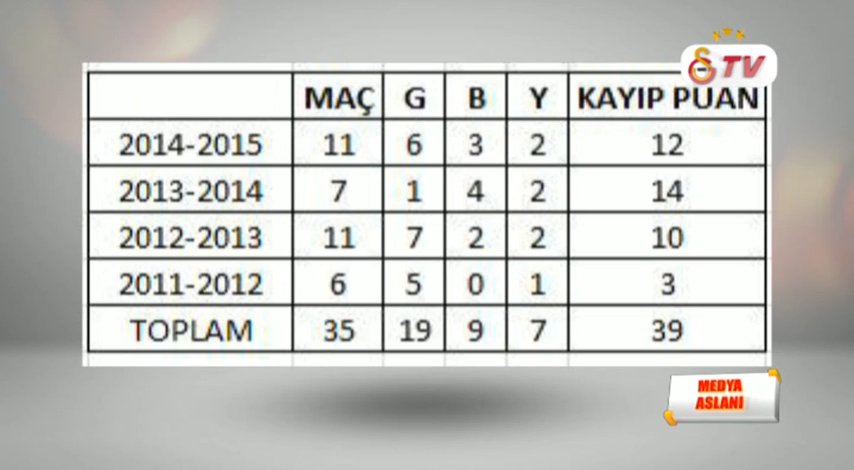 TV
MAÇ G B Y KAYIP PUAN
2014-2015 11 6 3 2 12
2013-2014 7 1 4 2 14
2012-2013 11 7 2 2 10
2011-2012 6 5 0 1 3
TOPLAM 35 19 9 7 39
MEDYA
ASLANI